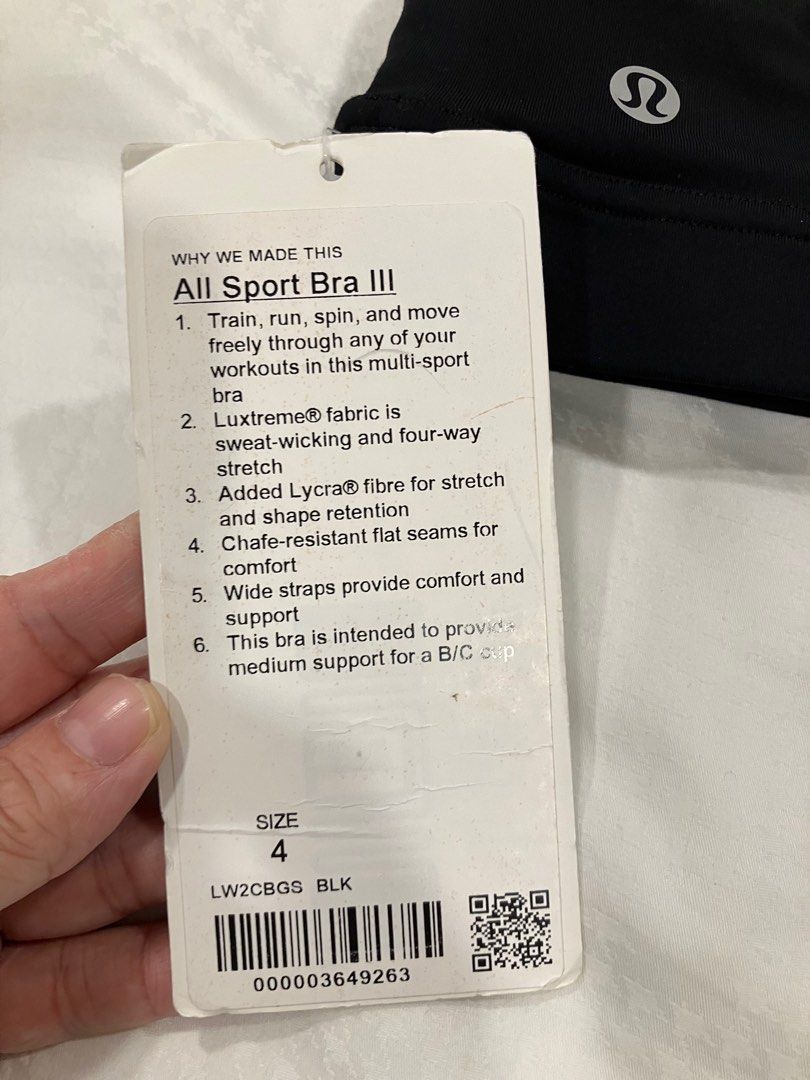 WHY WE MADE THIS
All Sport Bra III
1. Train, run, spin, and move
freely through any of your
workouts in this multi-sport
bra
2. Luxtreme® fabric is
sweat-wicking and four-way
stretch
3. Added Lycra® fibre for stretch
and shape retention
4. Chafe-resistant flat seams for
comfort
5. Wide straps provide comfort and
support
6. This bra is intended to provide
medium support for a B/C cup
SIZE
4
LW2CBGS BLK
000003649263